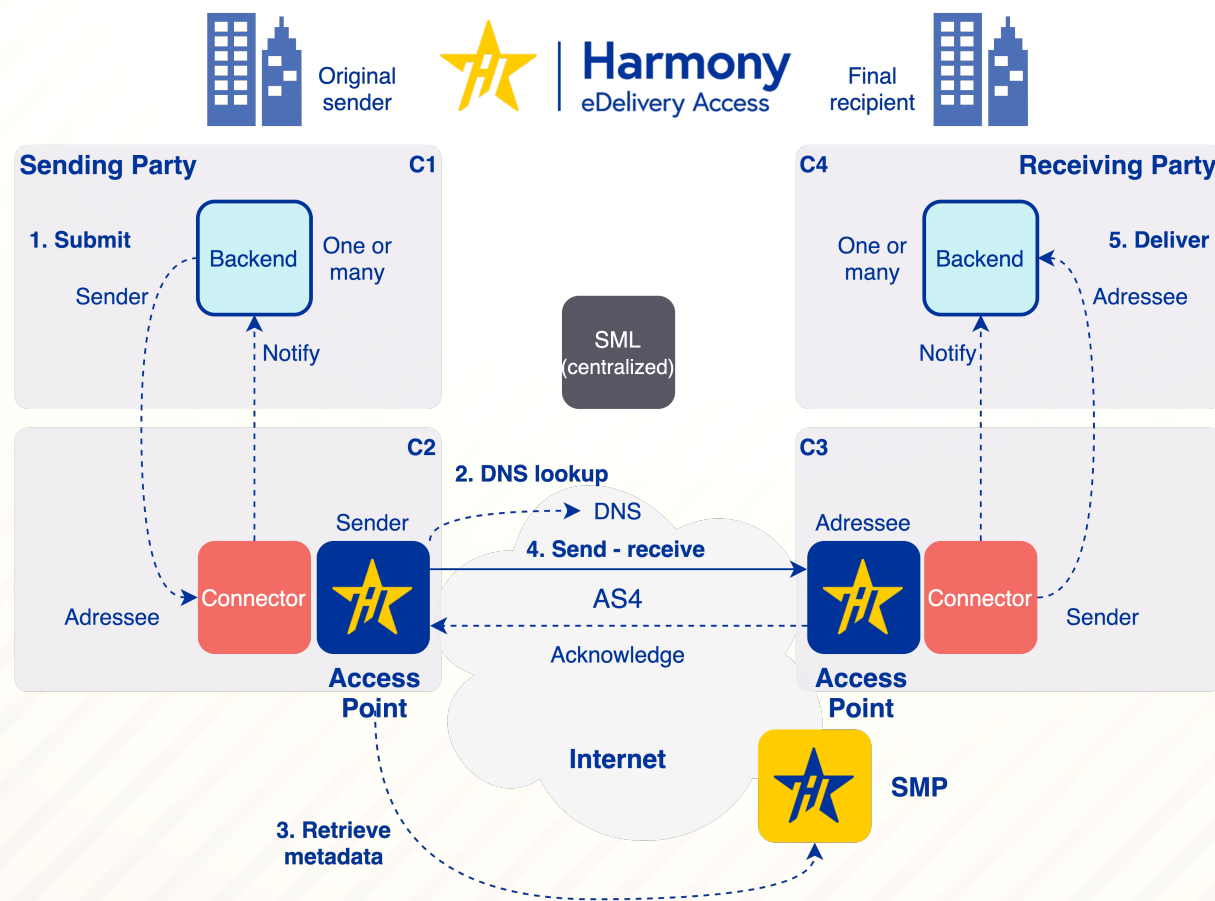 Original
sender
Harmony
eDelivery Access
Final
recipient
Sending Party
C1
1. Submit
Backend
One or
many
Sender
Notify
SML
(centralized)
C4
Receiving Party
One or
many
Backend
5. Deliver
Adressee
Notify
C2
2. DNS lookup
DNS
Sender
4. Send - receive
AS4
Acknowledge
Adressee
Connector
Access
Point
Internet
C3
Adressee
Connector
Sender
Access
Point
SMP
3. Retrieve
metadata